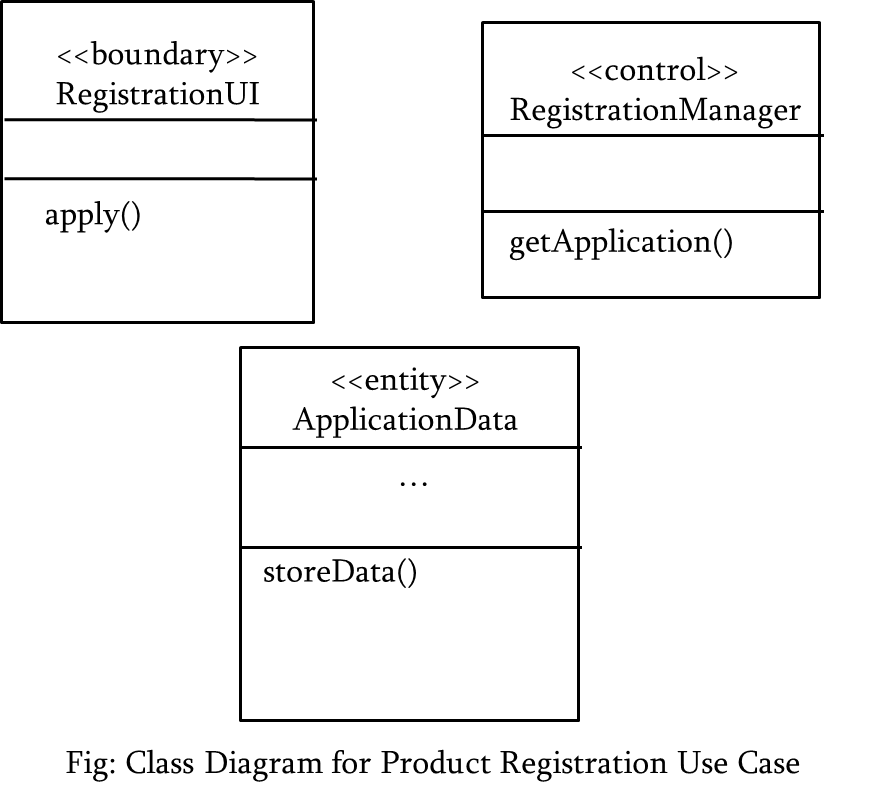 <<boundary>>
RegistrationUI
apply()
<<control>>
RegistrationManager
getApplication()
<<entity>>
ApplicationData
...
storeData()
Fig: Class Diagram for Product Registration Use Case